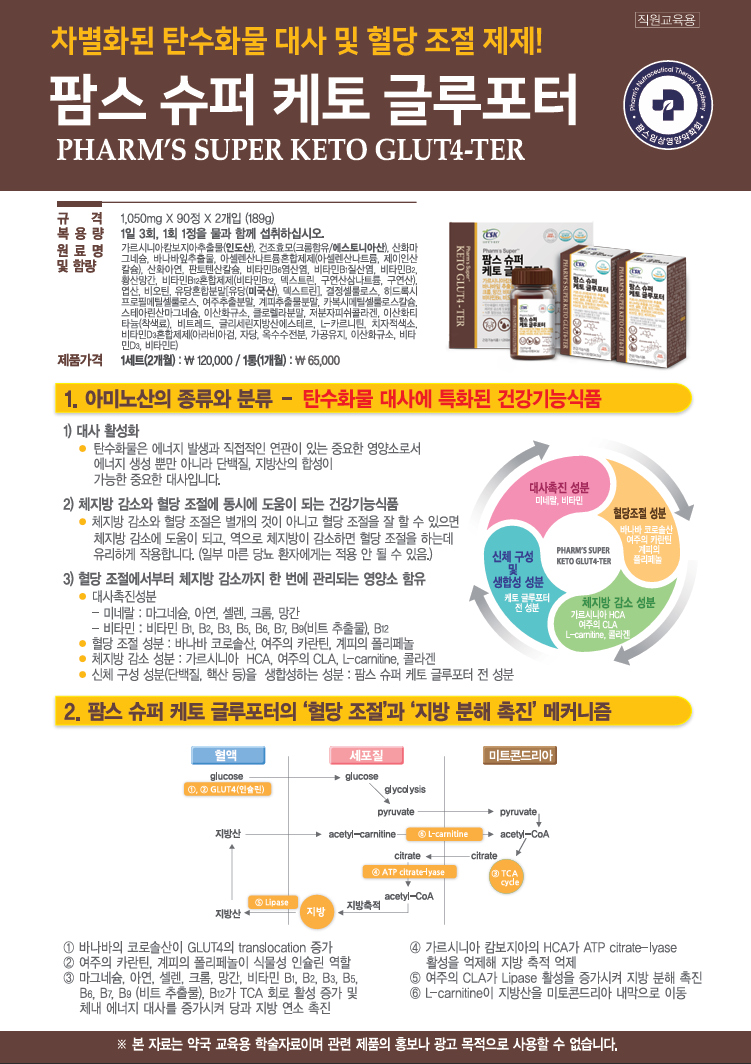 직원교육용
차별화된 탄수화물 대사 및 혈당 조절 제제!
팜스 슈퍼 케토 글루포터
PHARM'S SUPER KETO GLUT4-TER
Pharm's Nutraceutical Therapy Academy
팜스임상영양약학회
규 격 1,050mg X 90정 X 2개입 (189g)
복 용 량 1일 3회, 1회 1정을 물과 함께 섭취하십시오.
원 료 명 및 함량 가르시니아캄보지아추출물(인도산), 건조효모(크롬함유/에스토니아산), 산화마
그네슘, 바나바잎추출물, 아셀렌산나트륨혼합제제(아셀렌산나트륨, 제이인산
칼슘), 산화아연, 판토텐산칼슘, 비타민B₆염산염, 비타민B₁질산염, 비타민B₂,
황산망간, 비타민B₁₂혼합제제[비타민B₁₂, 덱스트린, 구연산삼나트륨, 구연산],
엽산, 비오틴, 유당혼합분말[유당(미국산), 덱스트린], 결정셀룰로스, 히드록시
프로필메틸셀룰로스, 여주추출분말, 계피추출물분말, 카복시메틸셀룰로스칼슘,
스테아린산마그네슘, 이산화규소, 클로렐라분말, 저분자피쉬콜라겐, 이산화티
타늄(착색료), 비트레드, 글리세린지방산에스테르, L-카르니틴, 치자적색소,
비타민D₃혼합제제(아라비아검, 자당, 옥수수전분, 가공유지, 이산화규소, 비타
민D₃, 비타민E)
제품가격 1세트(2개월) : ₩ 120,000 / 1통(1개월) : ₩ 65,000
CSK
Pharm's Super
팜스 슈퍼
케토 글루포터
PHARM'S SUPER
KETO GLUT4-TER
1. 아미노산의 종류와 분류 - 탄수화물 대사에 특화된 건강기능식품
1) 대사 활성화
● 탄수화물은 에너지 발생과 직접적인 연관이 있는 중요한 영양소로서
에너지 생성 뿐만 아니라 단백질, 지방산의 합성이
가능한 중요한 대사입니다.
2) 체지방 감소와 혈당 조절에 동시에 도움이 되는 건강기능식품
● 체지방 감소와 혈당 조절은 별개의 것이 아니고 혈당 조절을 잘 할 수 있으면
체지방 감소에 도움이 되고, 역으로 체지방이 감소하면 혈당 조절을 하는데
유리하게 작용합니다. (일부 마른 당뇨 환자에게는 적용 안 될 수 있음.)
3) 혈당 조절에서부터 체지방 감소까지 한 번에 관리되는 영양소 함유
● 대사촉진성분
- 미네랄 : 마그네슘, 아연, 셀렌, 크롬, 망간
- 비타민 : 비타민 B₁, B₂, B₃, B₅, B₆, B₇, B₉(비트 추출물), B₁₂
● 혈당 조절 성분 : 바나바 코로솔산, 여주의 카란틴, 계피의 폴리페놀
● 체지방 감소 성분 : 가르시니아 HCA, 여주의 CLA, L-carnitine, 콜라겐
● 신체 구성 성분(단백질, 핵산 등)을 생합성하는 성분 : 팜스 슈퍼 케토 글루포터 전 성분
대사촉진 성분
미네랄, 비타민
혈당조절 성분
바나바 코로솔산
여주의 카란틴
계피의
폴리페놀
신체 구성
및
생합성 성분
케토 글루포터
전 성분
PHARM'S SUPER
KETO GLUT4-TER
체지방 감소 성분
가르시니아 HCA
여주의 CLA
L-carnitine, 콜라겐
2. 팜스 슈퍼 케토 글루포터의 '혈당 조절'과 '지방 분해 촉진' 메커니즘
혈액 세포질 미토콘드리아
glucose glucose
①, ② GLUT4(인슐린) glycolysis
pyruvate pyruvate
지방산 acetyl-carnitine ⑥ L-carnitine acetyl-CoA
citrate citrate
④ ATP citrate-lyase ③ TCA
cycle
acetyl-CoA
⑤ Lipase
지방산 지방 지방축적
① 바나바의 코로솔산이 GLUT4의 translocation 증가
② 여주의 카란틴, 계피의 폴리페놀이 식물성 인슐린 역할
③ 마그네슘, 아연, 셀렌, 크롬, 망간, 비타민 B₁, B₂, B₃, B₅,
B₆, B₇, B₉ (비트 추출물), B₁₂가 TCA 회로 활성 증가 및
체내 에너지 대사를 증가시켜 당과 지방 연소 촉진
④ 가르시니아 캄보지아의 HCA가 ATP citrate-lyase
활성을 억제해 지방 축적 억제
⑤ 여주의 CLA가 Lipase 활성을 증가시켜 지방 분해 촉진
⑥ L-carnitine이 지방산을 미토콘드리아 내막으로 이동
※ 본 자료는 약국 교육용 학술자료이며 관련 제품의 홍보나 광고 목적으로 사용할 수 없습니다.